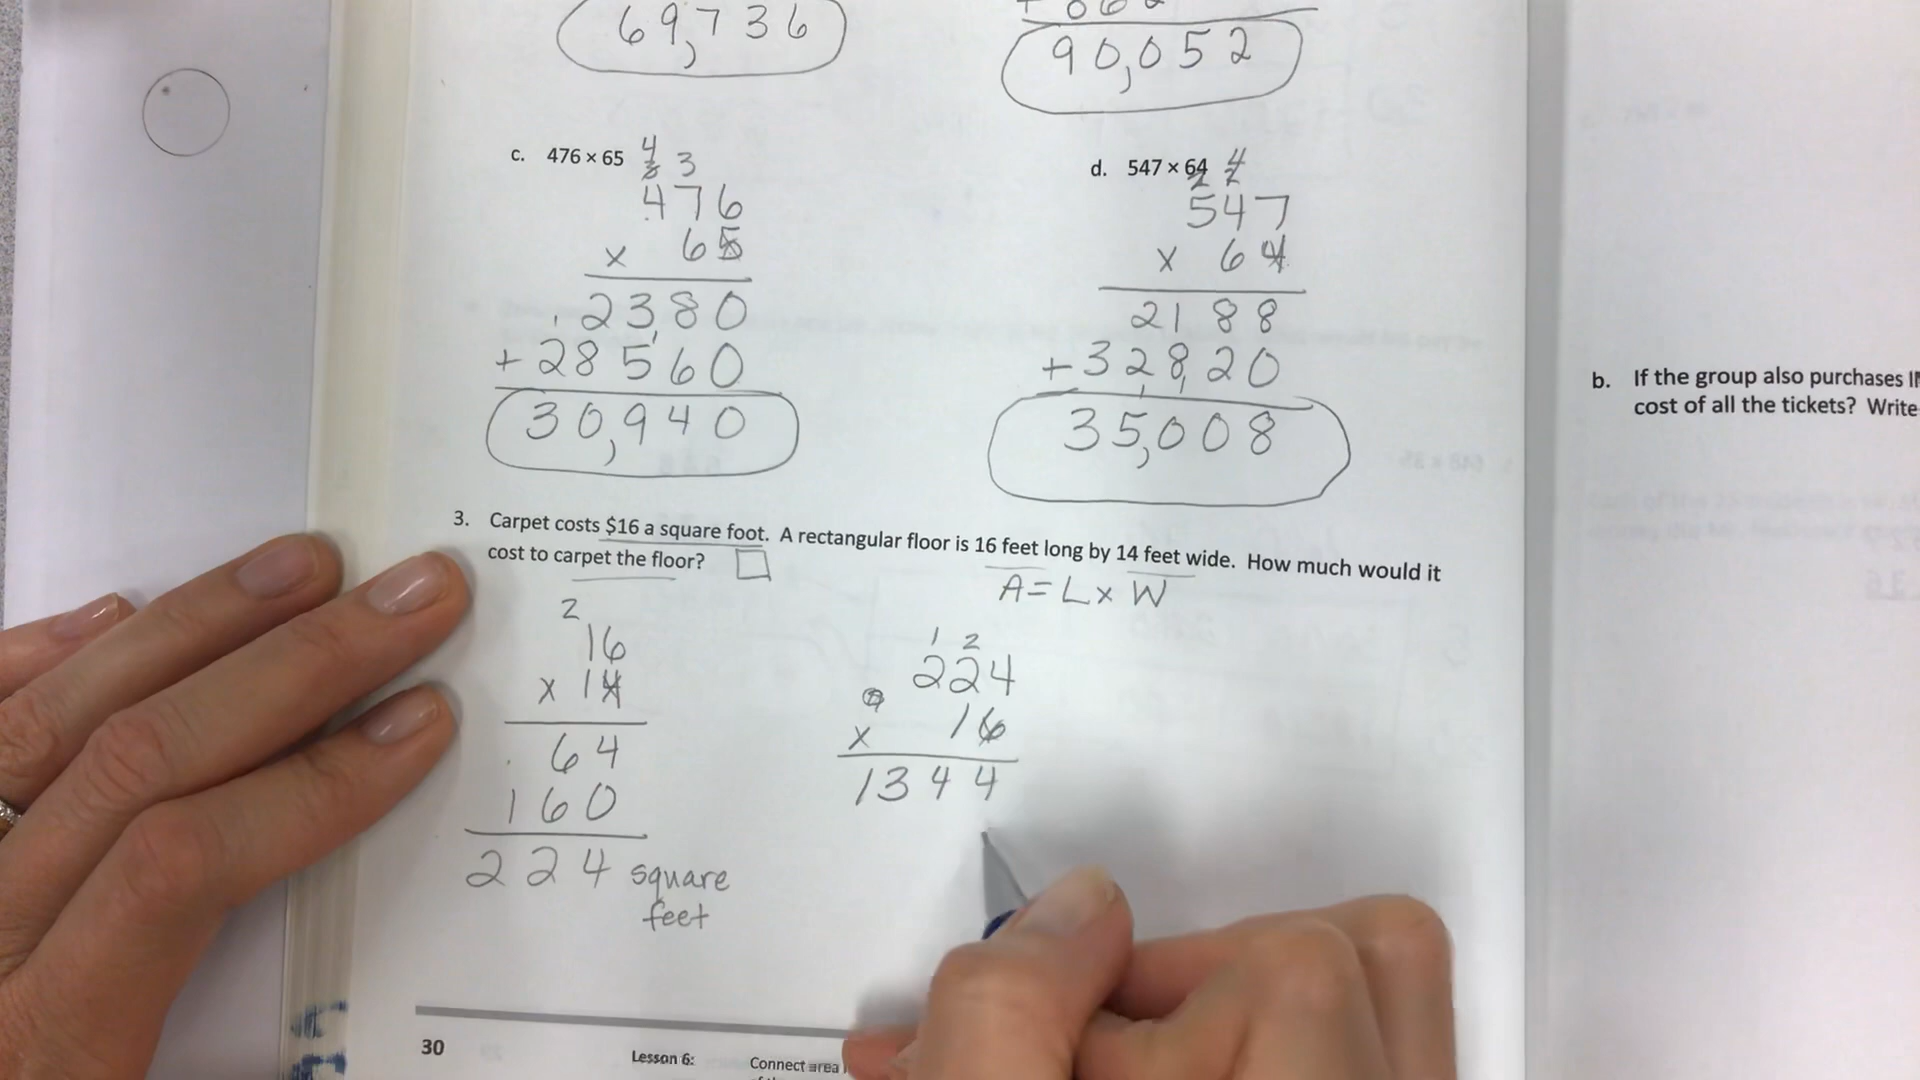 69,736
90,052
c. 476 × 65
4 3
476
x 65
2380
+ 28560
30,940
d. 547 × 64
4
2 2
547
x 64
2188
+ 32820
35,008
3. Carpet costs $16 a square foot. A rectangular floor is 16 feet long by 14 feet wide. How much would it
cost to carpet the floor?
A = L x W
2
16
x 14
64
160
224 square
feet
1 2
224
x 16
1344
30
Lesson 6:
Connect area
b. If the group also purchases
cost of all the tickets? Write